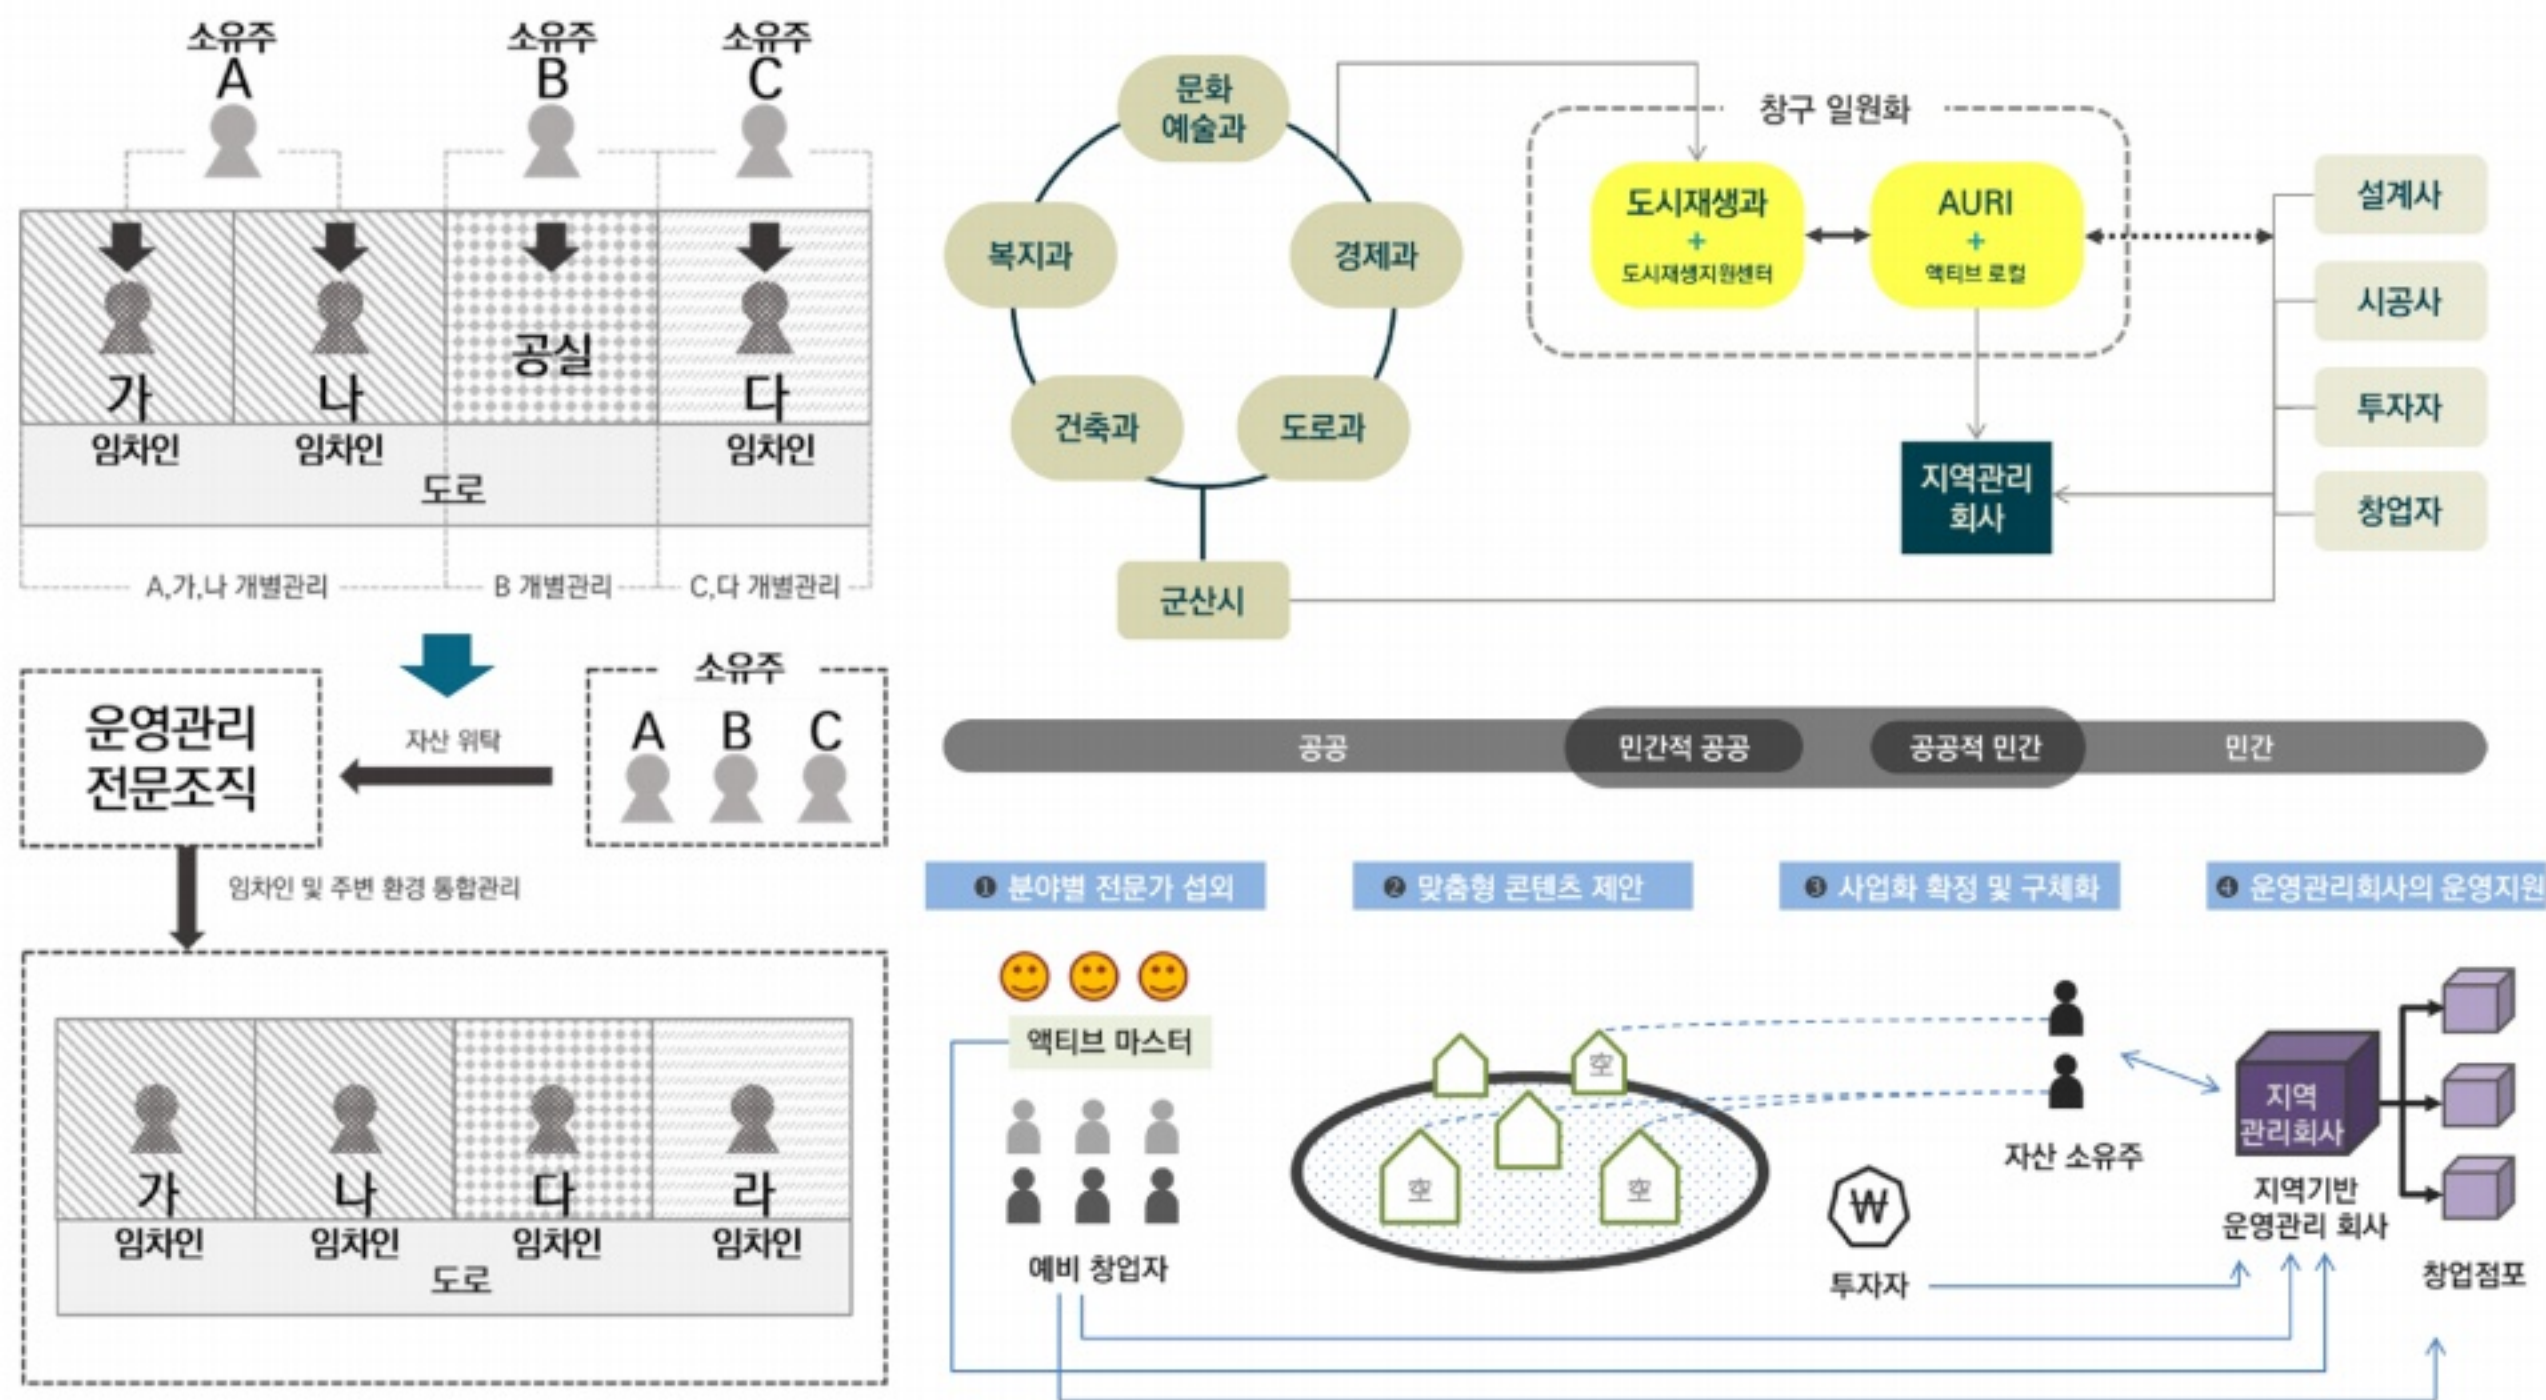 소유주
A
소유주
B
소유주
C
가
나
공실
다
임차인
임차인
임차인
도로
A,가,나 개별관리
B 개별관리
C,다 개별관리
운영관리
전문조직
자산 위탁
소유주
A
B
C
임차인 및 주변 환경 통합관리
가
나
다
라
임차인
임차인
임차인
임차인
도로
문화
예술과
복지과
경제과
건축과
도로과
군산시
창구 일원화
도시재생과
+
도시재생지원센터
AURI
+
액티브 로컬
지역관리
회사
설계사
시공사
투자자
창업자
공공
민간적 공공
공공적 민간
민간
❶ 분야별 전문가 섭외
❷ 맞춤형 콘텐츠 제안
❸ 사업화 확정 및 구체화
❹ 운영관리회사의 운영지원
액티브 마스터
예비 창업자
空
空
空
자산 소유주
₩
투자자
지역
관리회사
지역기반
운영관리 회사
창업점포